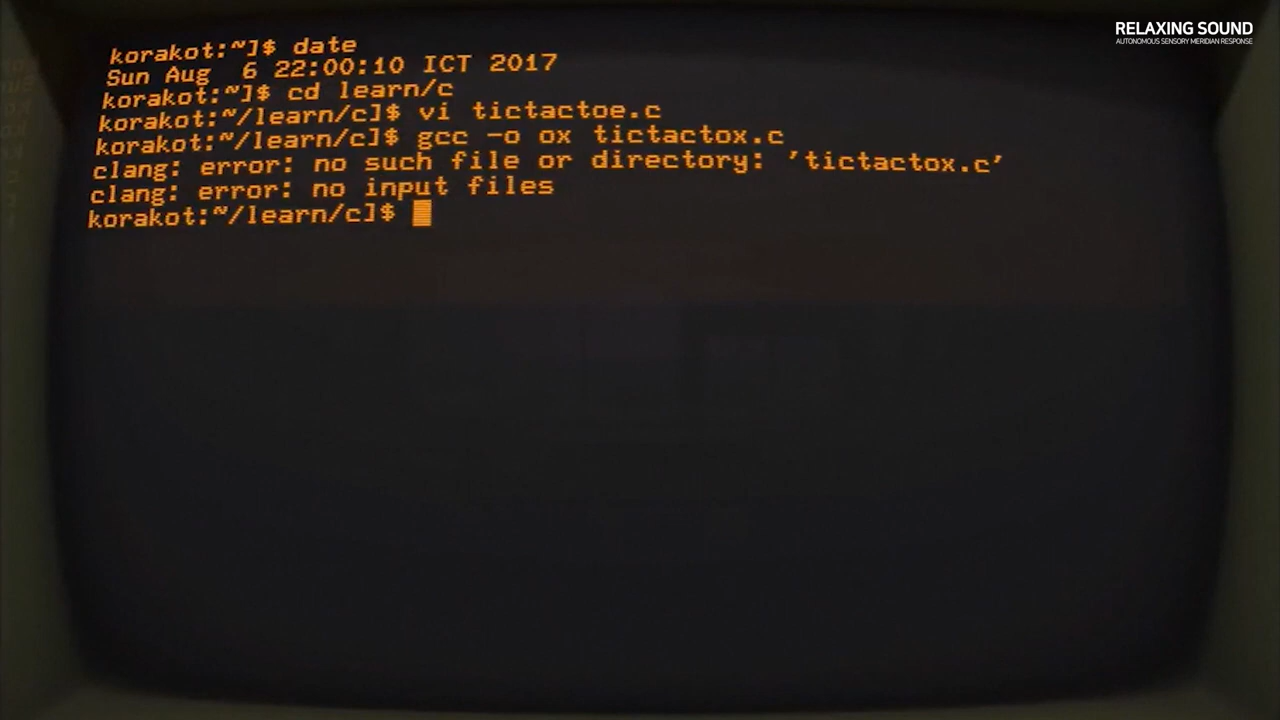 RELAXING SOUND
AUTONOMOUS SENSORY MERIDIAN RESPONSE
korakot:~]$ date
Sun Aug  6 22:00:10 ICT 2017
korakot:~]$ cd learn/c
korakot:~/learn/c]$ vi tictactoe.c
korakot:~/learn/c]$ gcc -o ox tictactox.c
clang: error: no such file or directory: 'tictactox.c'
clang: error: no input files
korakot:~/learn/c]$